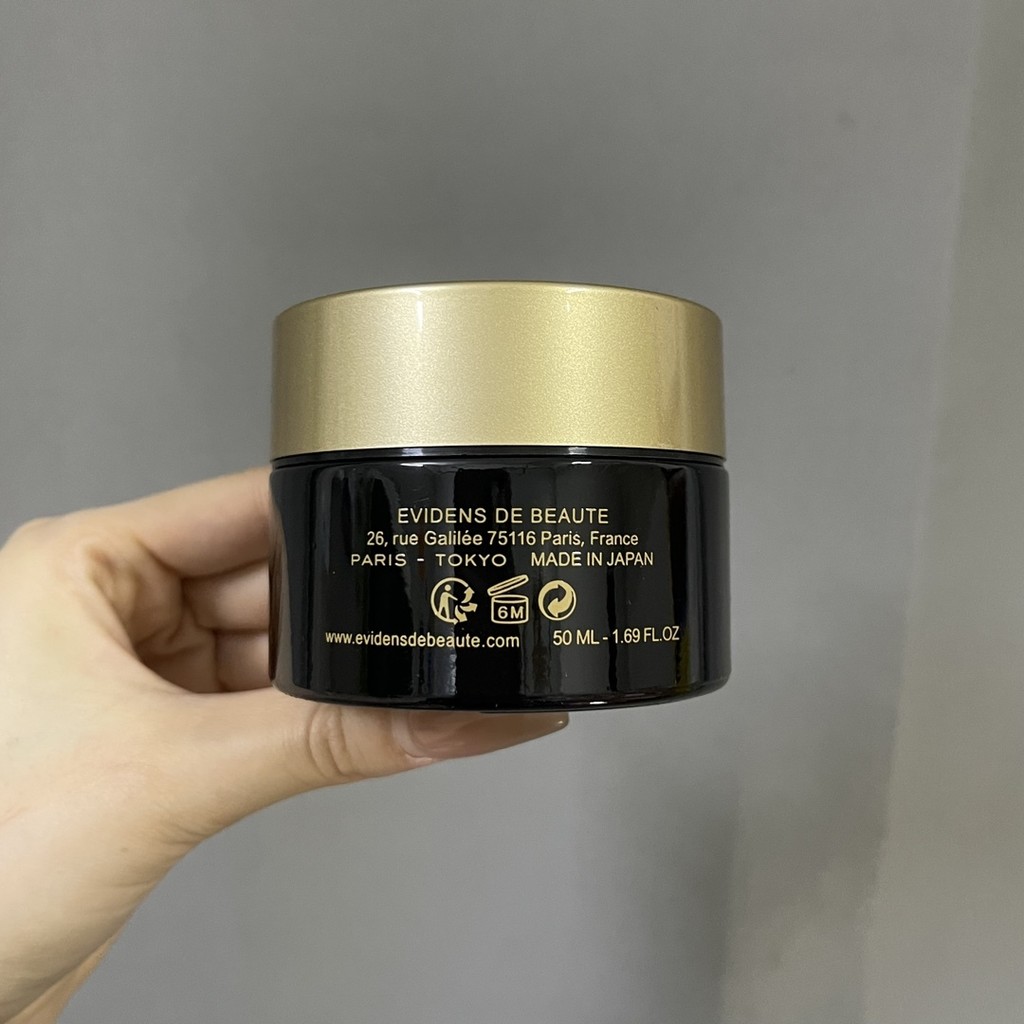 EVIDENS DE BEAUTE
26, rue Galilée 75116 Paris, France
PARIS - TOKYO MADE IN JAPAN
6M
www.evidensdebeaute.com 50 ML - 1.69 FL.OZ